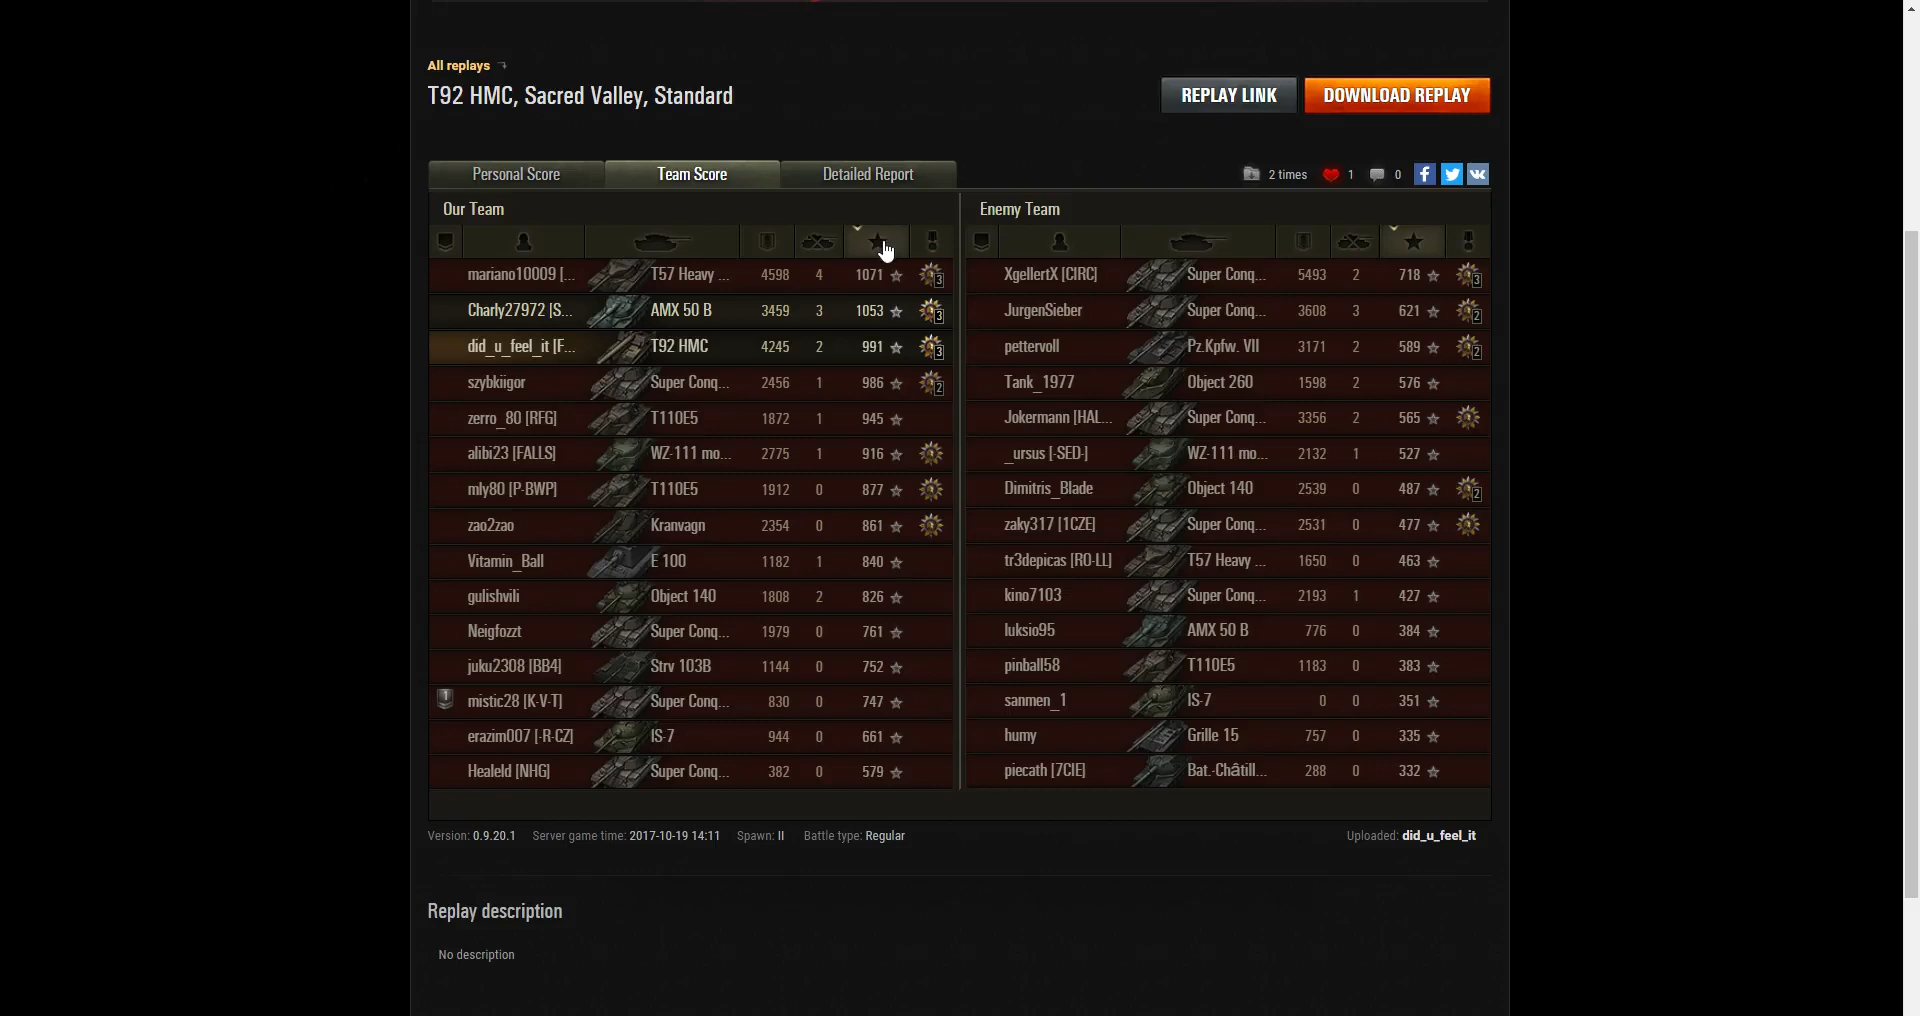 All replays
T92 HMC, Sacred Valley, Standard
REPLAY LINK
DOWNLOAD REPLAY
Personal Score Team Score Detailed Report 2 times 1 0
Our Team
mariano10009 [... T57 Heavy ... 4598 4 1071 3
Charly27972 [S... AMX 50 B 3459 3 1053 3
did_u_feel_it [F... T92 HMC 4245 2 991 3
szybkiigor Super Conq... 2456 1 986 2
zerro_80 [RFG] T110E5 1872 1 945
alibi23 [FALLS] WZ-111 mo... 2775 1 916
mly80 [P-BWP] T110E5 1912 0 877
zao2zao Kranvagn 2354 0 861
Vitamin_Ball E 100 1182 1 840
gulishvili Object 140 1808 2 826
Neigfozzt Super Conq... 1979 0 761
juku2308 [BB4] Strv 103B 1144 0 752
1 mistic28 [K-V-T] Super Conq... 830 0 747
erazim007 [-R-CZ] IS-7 944 0 661
Healeld [NHG] Super Conq... 382 0 579
Enemy Team
XgellertX [CIRC] Super Conq... 5493 2 718 3
JurgenSieber Super Conq... 3608 3 621 2
pettervoll Pz.Kpfw. VII 3171 2 589 2
Tank_1977 Object 260 1598 2 576
Jokermann [HAL... Super Conq... 3356 2 565
_ursus [-SED-] WZ-111 mo... 2132 1 527
Dimitris_Blade Object 140 2539 0 487 2
zaky317 [1CZE] Super Conq... 2531 0 477
tr3depicas [RO-LL] T57 Heavy ... 1650 0 463
kino7103 Super Conq... 2193 1 427
luksio95 AMX 50 B 776 0 384
pinball58 T110E5 1183 0 383
sanmen_1 IS-7 0 0 351
humy Grille 15 757 0 335
piecath [7CIE] Bat.-Châtill... 288 0 332
Version: 0.9.20.1 Server game time: 2017-10-19 14:11 Spawn: II Battle type: Regular Uploaded: did_u_feel_it
Replay description
No description